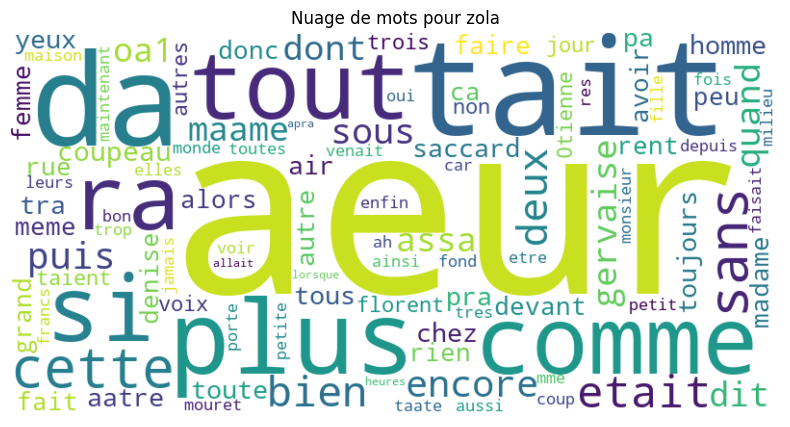 Nuage de mots pour zola
yeux oa1 donc dont trois faire jour pa homme
maison da tout tait
femme maintenant autres oui ca non avoir fille res fois peu quand milieu
maame apra sous Otienne
coupeau monde toutes venait saccard rent depuis
rue elles air car deux
leurs ra aeur gervaise monsieur faisait
tra bon alors enfin sans
meme trop autre ah assa toujours madame
puis denise voir ainsi fond etre
taient jamais allait lorsque
grand francs si voix tous florent pra devant petit
plus tres comme
cette porte petite chez
rien
toute bien encore etait dit
fait aatre mouret heures taate mme aussi coup